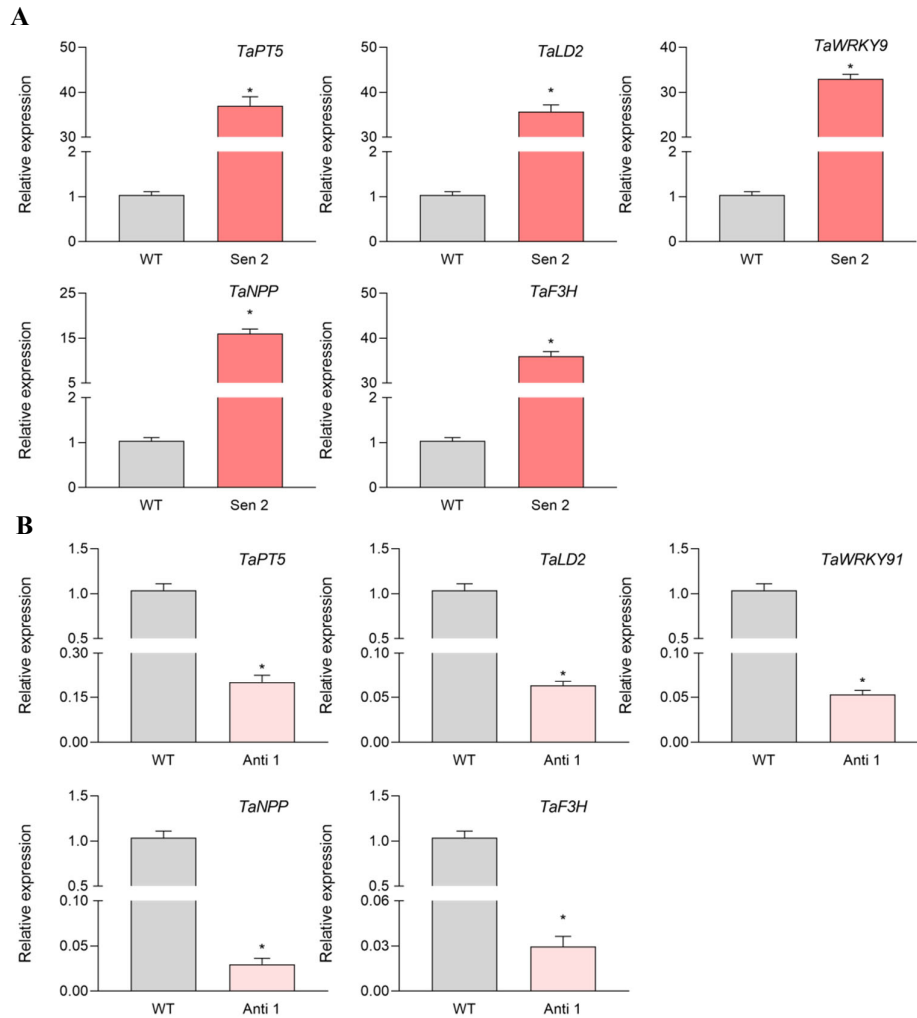 A
TaPT5
Relative expression
50
40
30
2
1
0
*
WT
Sen 2
TaLD2
Relative expression
50
40
30
2
1
0
*
WT
Sen 2
TaWRKY9
Relative expression
40
30
20
2
1
0
*
WT
Sen 2
TaNPP
Relative expression
25
15
5
2
1
0
*
WT
Sen 2
TaF3H
Relative expression
50
40
30
2
1
0
*
WT
Sen 2
B
TaPT5
Relative expression
1.5
1.0
0.5
0.30
0.15
0.00
*
WT
Anti 1
TaLD2
Relative expression
1.5
1.0
0.5
0.10
0.05
0.00
*
WT
Anti 1
TaWRKY91
Relative expression
1.5
1.0
0.5
0.10
0.05
0.00
*
WT
Anti 1
TaNPP
Relative expression
1.5
1.0
0.5
0.10
0.05
0.00
*
WT
Anti 1
TaF3H
Relative expression
1.5
1.0
0.5
0.06
0.03
0.00
*
WT
Anti 1